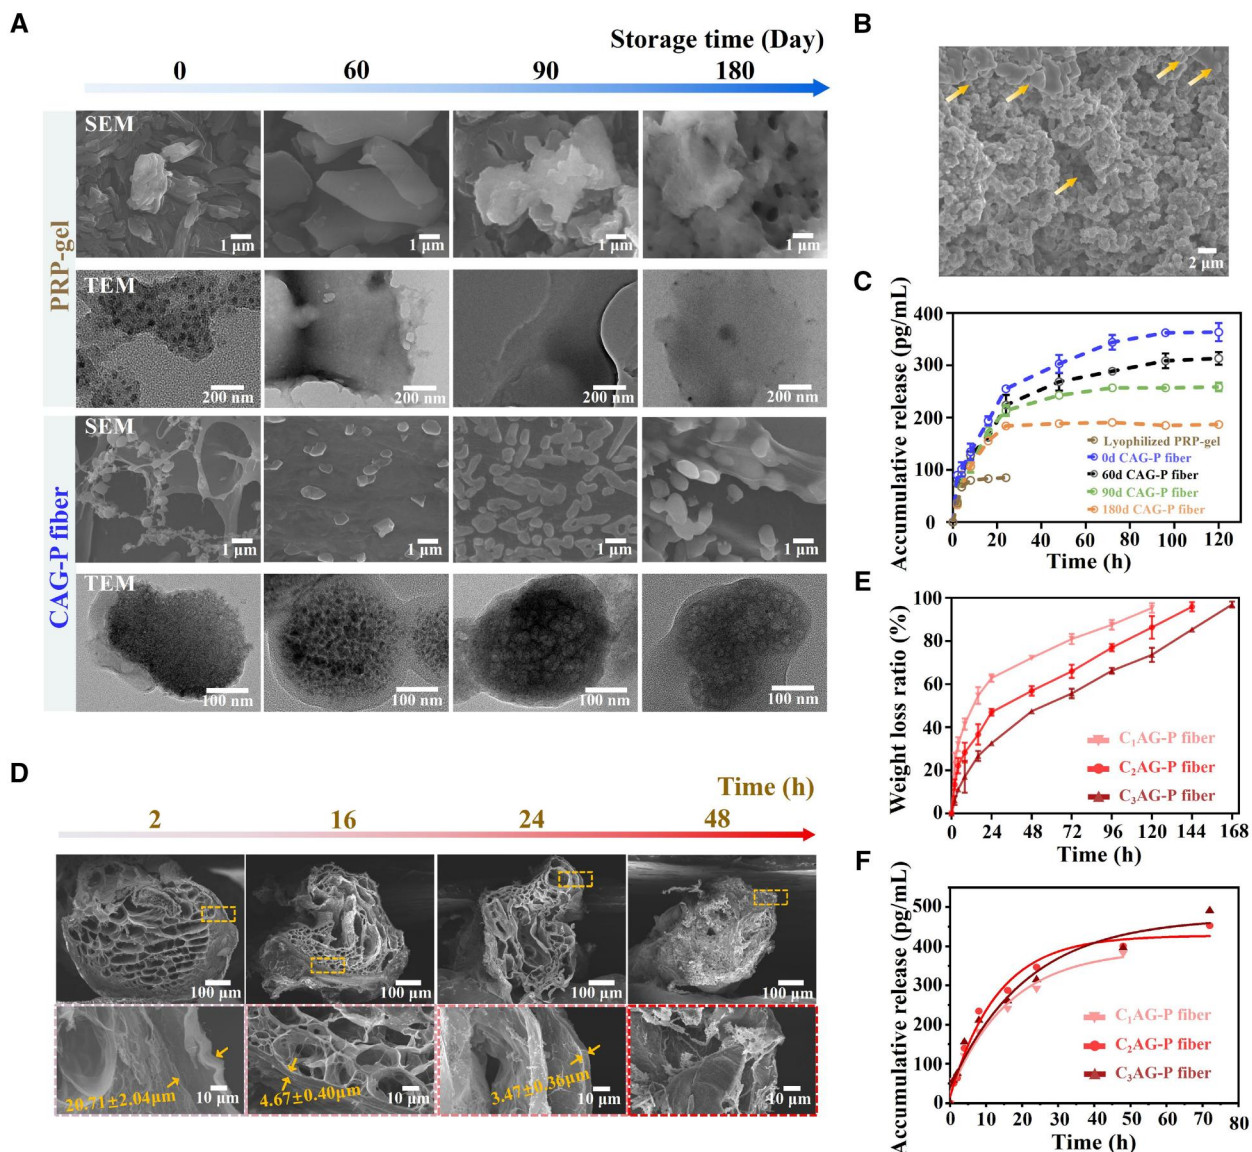 A
Storage time (Day)
0 60 90 180
PRP-gel
SEM
1 μm 1 μm 1 μm 1 μm
TEM
200 nm 200 nm 200 nm 200 nm
CAG-P fiber
SEM
1 μm 1 μm 1 μm 1 μm
TEM
100 nm 100 nm 100 nm 100 nm
B
2 μm
C
Accumulative release (pg/mL)
400
300
200
100
0
Lyophilized PRP-gel
0d CAG-P fiber
60d CAG-P fiber
90d CAG-P fiber
180d CAG-P fiber
0 20 40 60 80 100 120
Time (h)
D
Time (h)
2 16 24 48
100 μm 100 μm 100 μm 100 μm
20.71±2.04μm 4.67±0.40μm 3.47±0.36μm
10 μm 10 μm 10 μm 10 μm
E
Weight loss ratio (%)
100
80
60
40
20
0
C₁AG-P fiber
C₂AG-P fiber
C₃AG-P fiber
0 24 48 72 96 120 144 168
Time (h)
F
Accumulative release (pg/mL)
500
400
300
200
100
0
C₁AG-P fiber
C₂AG-P fiber
C₃AG-P fiber
0 10 20 30 40 50 60 70 80
Time (h)